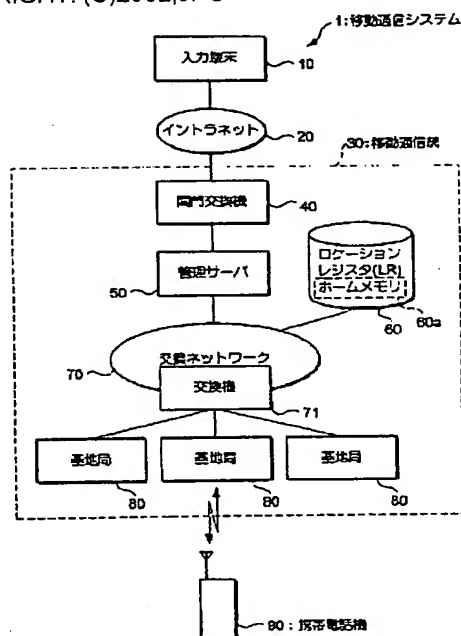 1:移動通信システム
入力端末
10
イントラネット
20
30:移動通信網
関門交換機
40
ロケーション
レジスタ(LR)
ホームメモリ
管理サーバ
50
60
60a
交換ネットワーク
70
交換機
71
基地局
基地局
基地局
80
80
80
90:携帯電話機